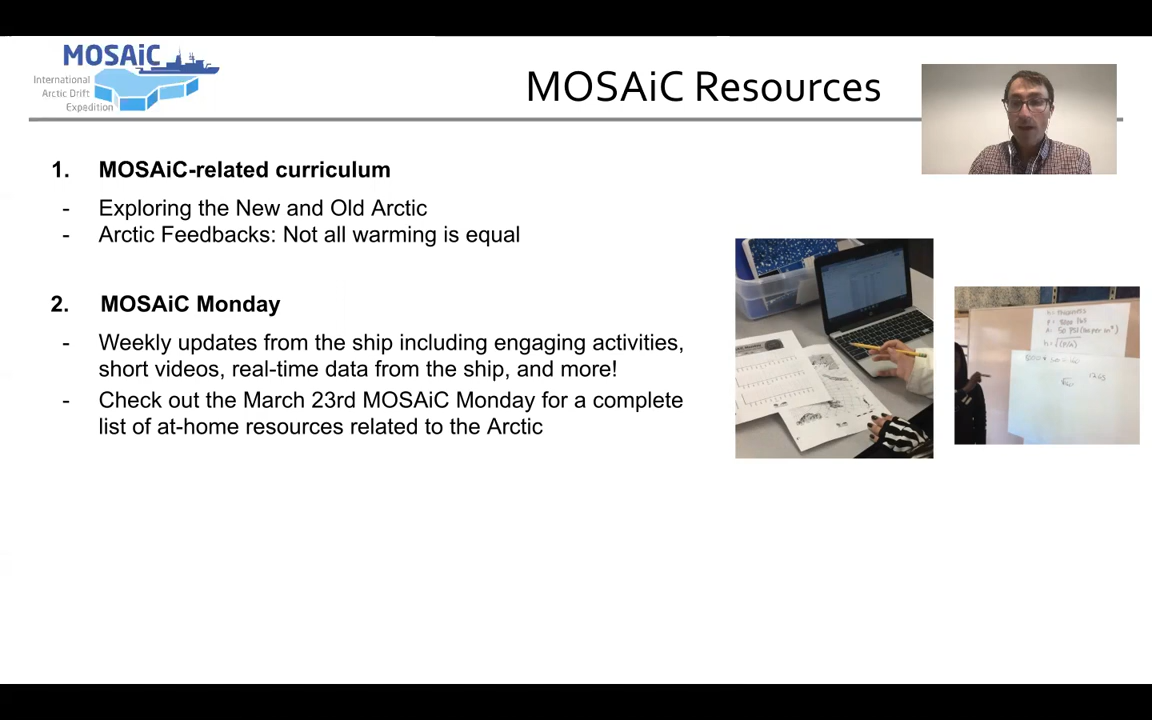 MOSAiC
International
Arctic Drift
Expedition
MOSAiC Resources
1. MOSAiC-related curriculum
- Exploring the New and Old Arctic
- Arctic Feedbacks: Not all warming is equal
2. MOSAiC Monday
- Weekly updates from the ship including engaging activities,
short videos, real-time data from the ship, and more!
- Check out the March 23rd MOSAiC Monday for a complete
list of at-home resources related to the Arctic
h = thickness